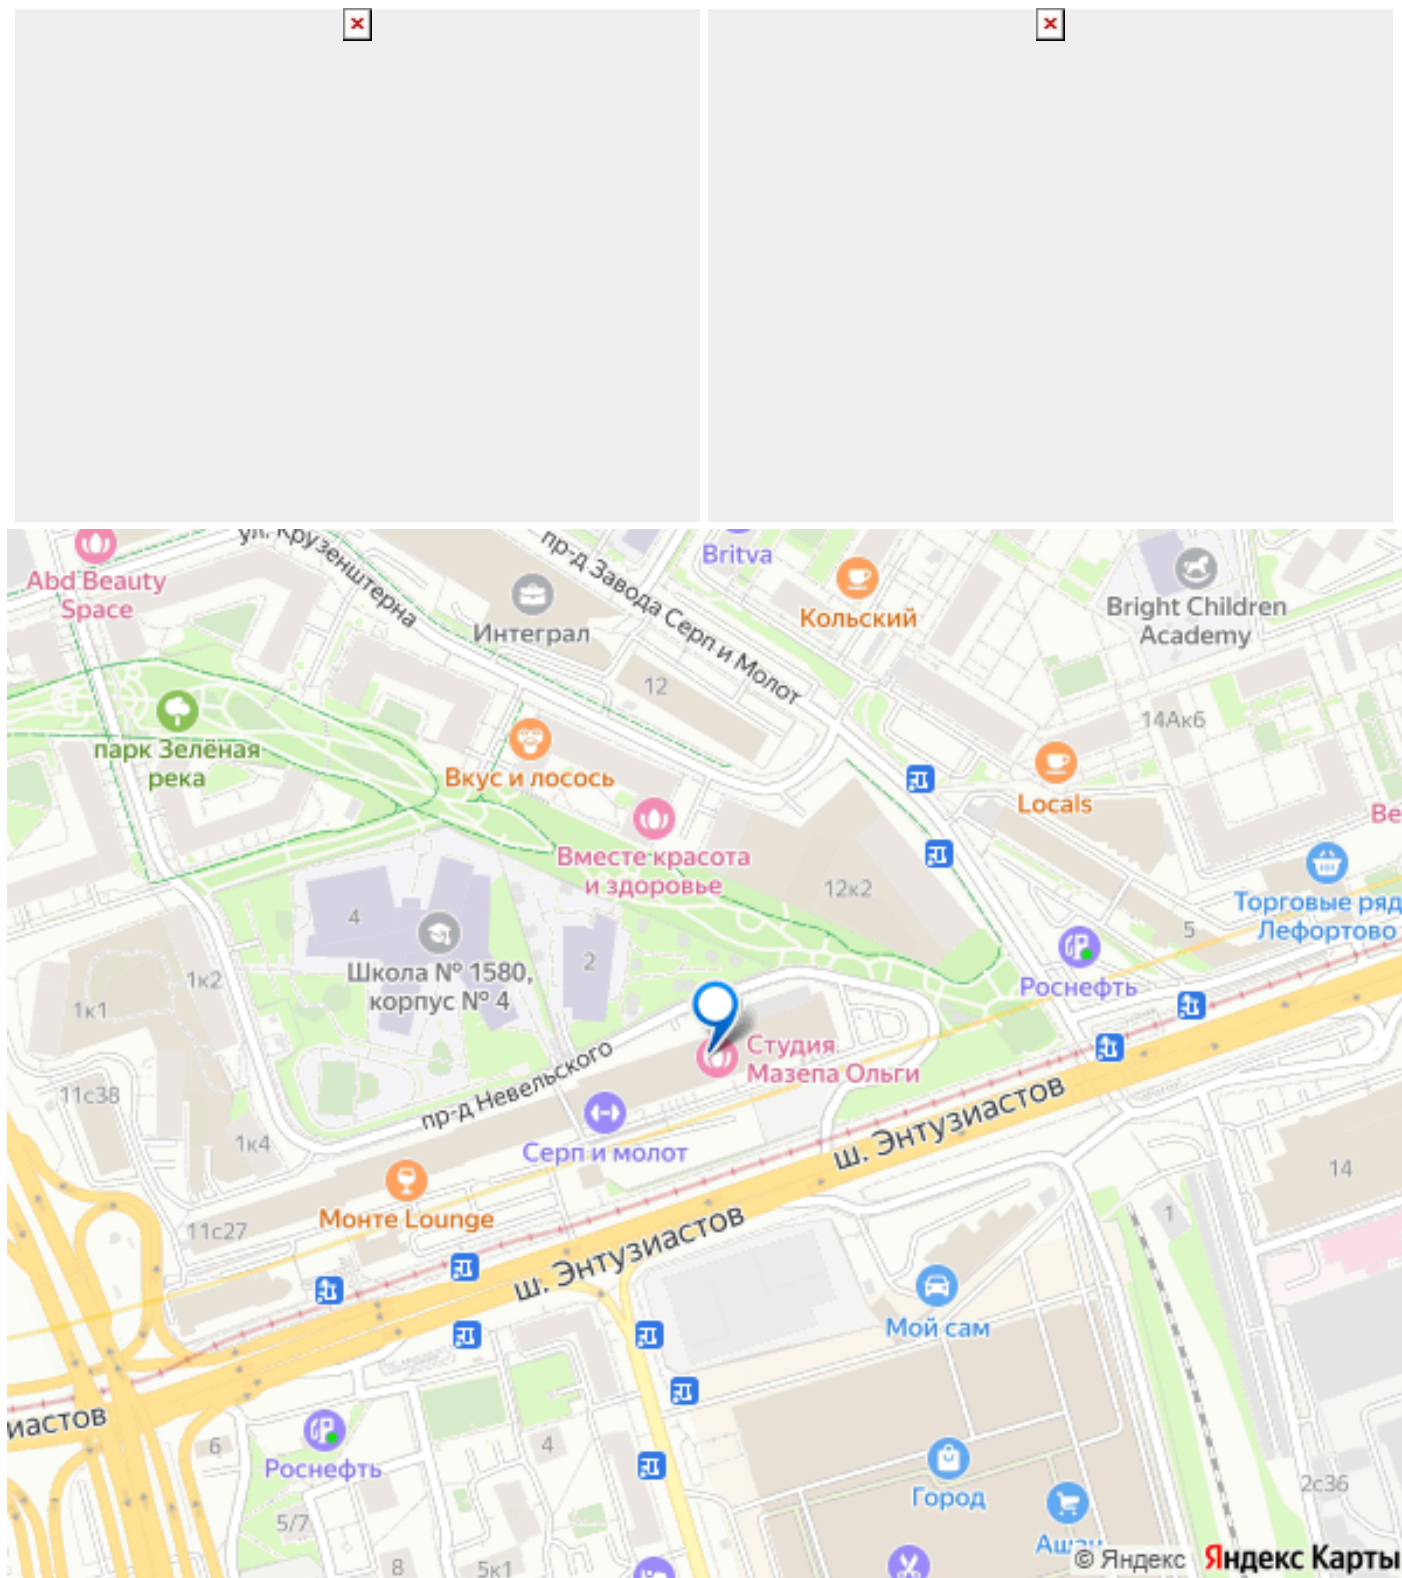 ул. Крузенштерна
пр-д Завода Серп и Молот
Britva
Abd Beauty
Space
Интеграл
Кольский
Bright Children
Academy
12
14Ак6
парк Зелёная
река
Вкус и лосось
Locals
Ве
Вместе красота
и здоровье
12к2
Торговые ряд
Лефортово
4
5
2
Школа № 1580,
корпус № 4
1к2
1к1
Роснефть
Студия
Мазепа Ольги
пр-д Невельского
11с38
ш. Энтузиастов
1к4
Серп и молот
14
Монте Lounge
11с27
1
ш. Энтузиастов
Мой сам
иастов
6
4
Роснефть
Город
2с36
5/7
Ашан
8
5к1
© Яндекс Яндекс Карты